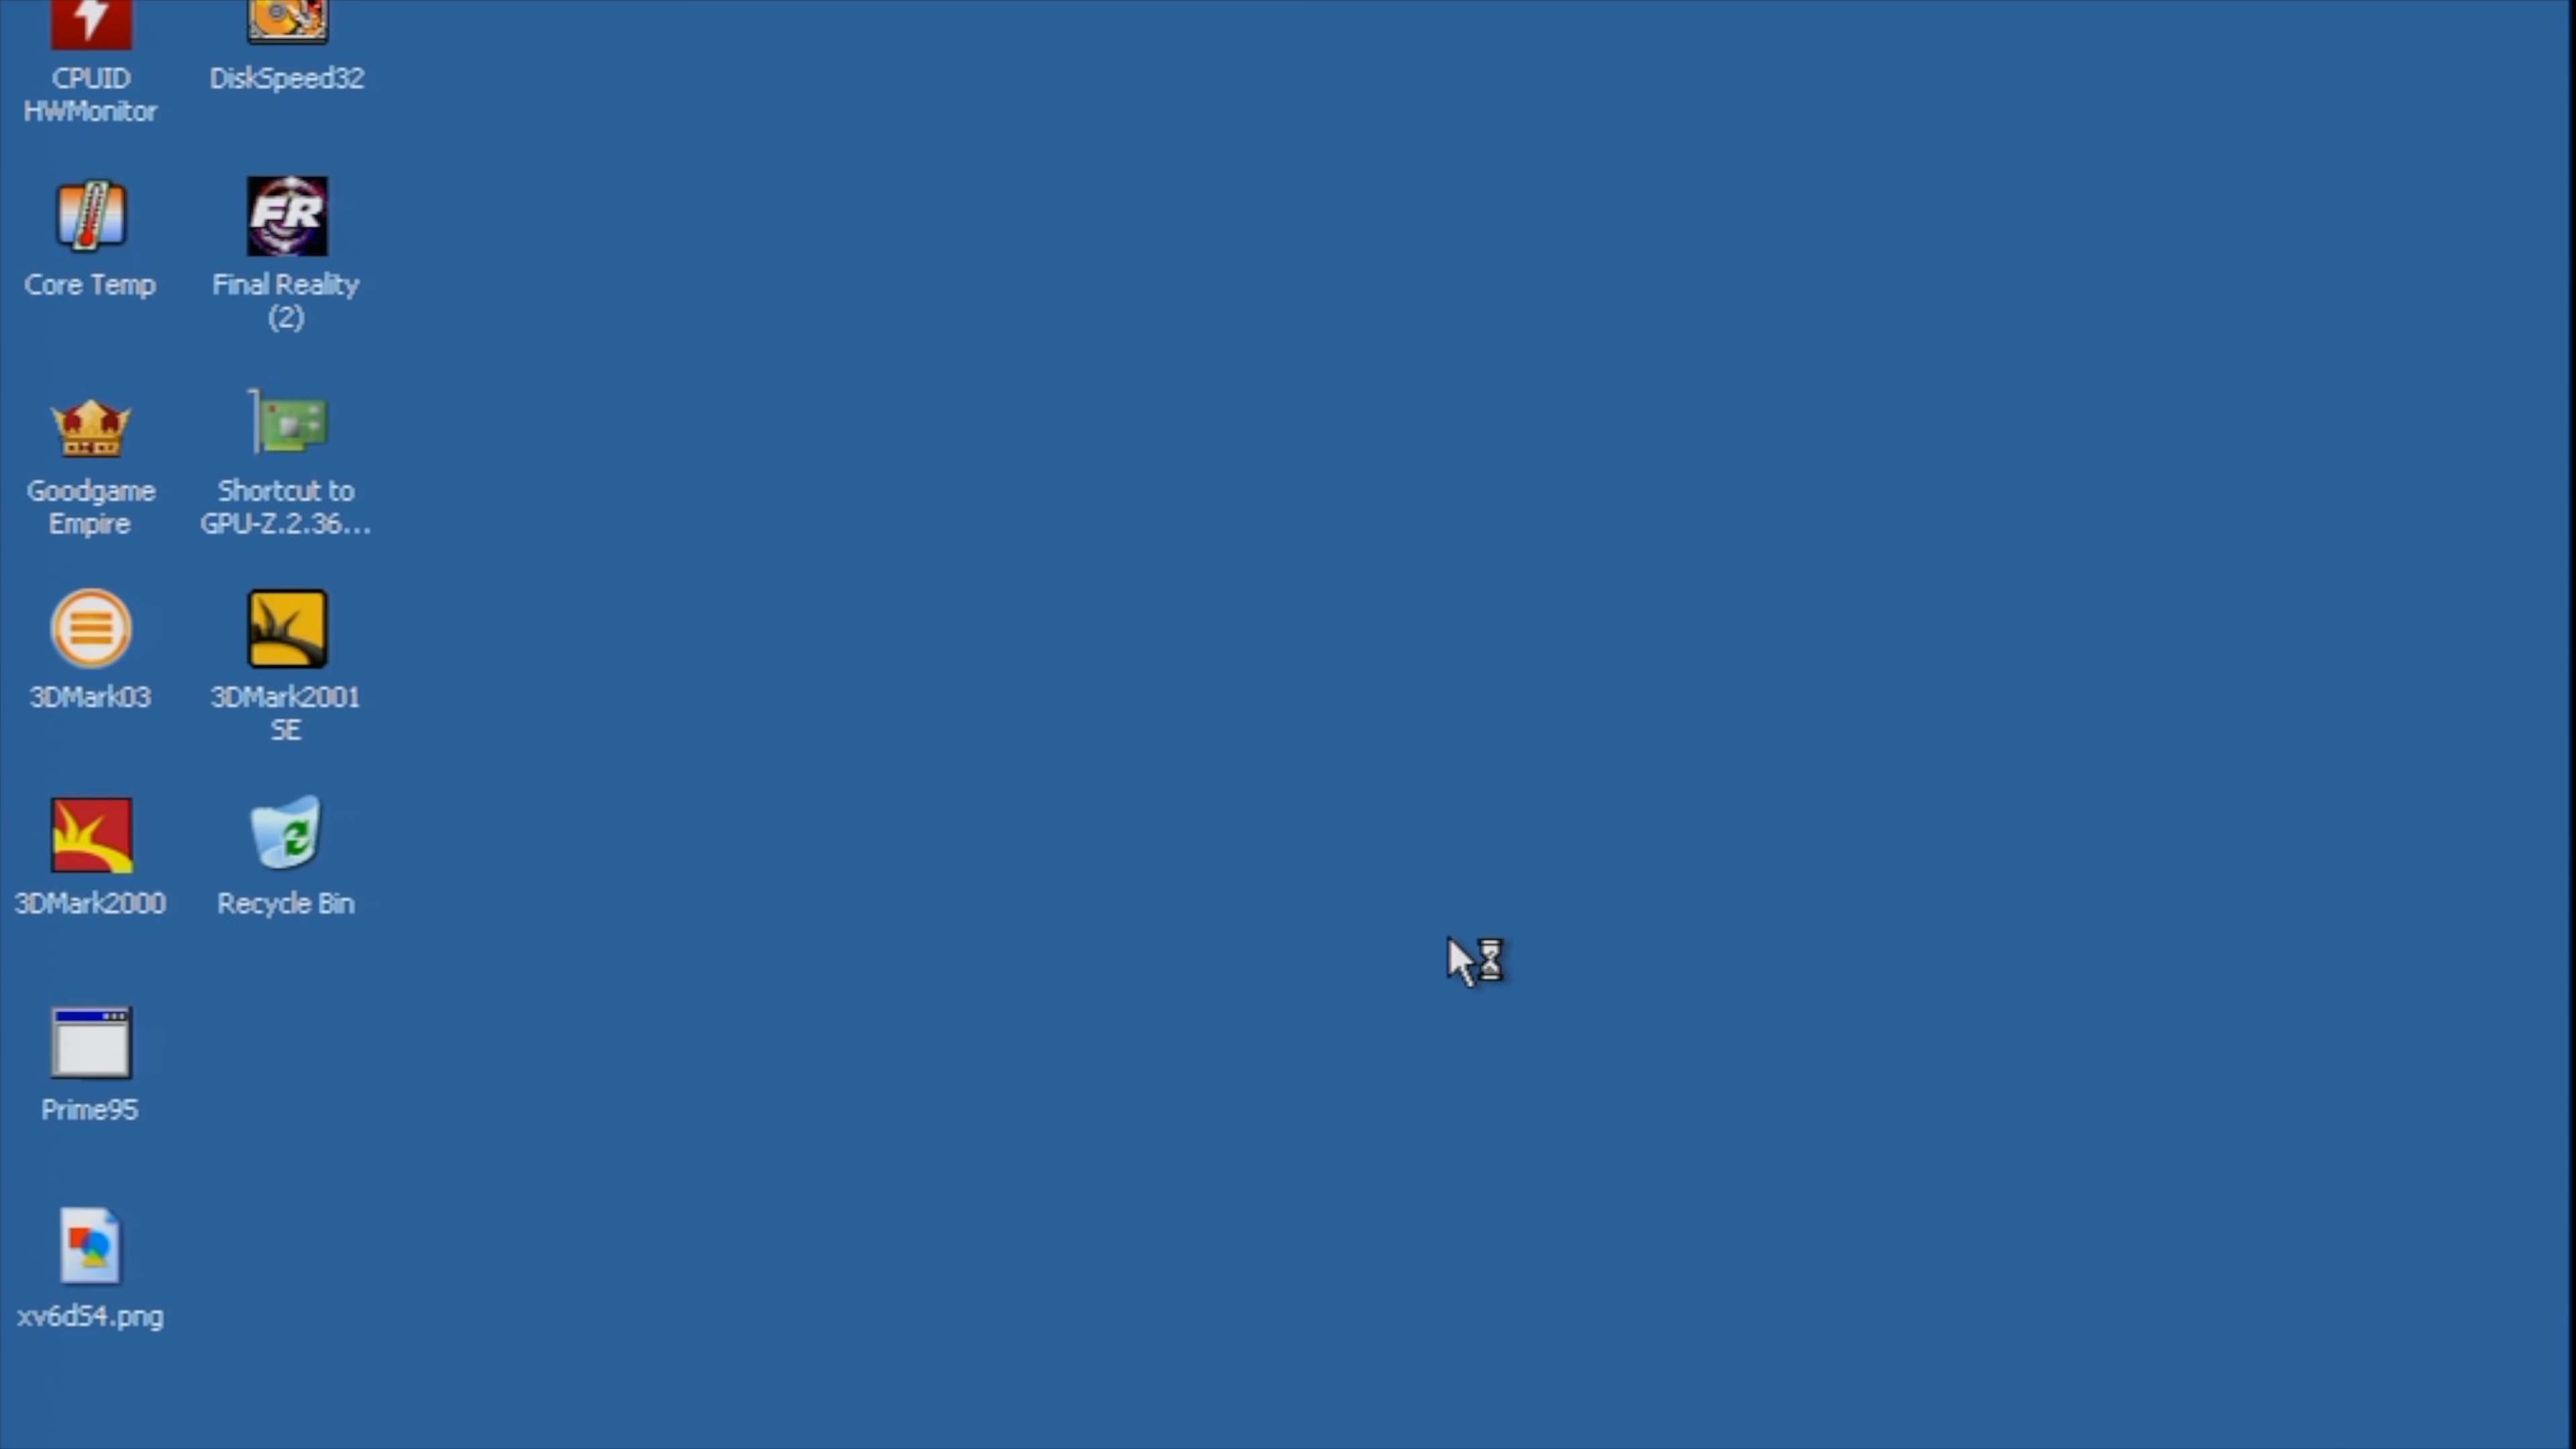 CPUID
HWMonitor
DiskSpeed32
Core Temp
FR
Final Reality
(2)
Goodgame
Empire
Shortcut to
GPU-Z.2.36...
3DMark03
3DMark2001
SE
3DMark2000
Recycle Bin
Prime95
xv6d54.png